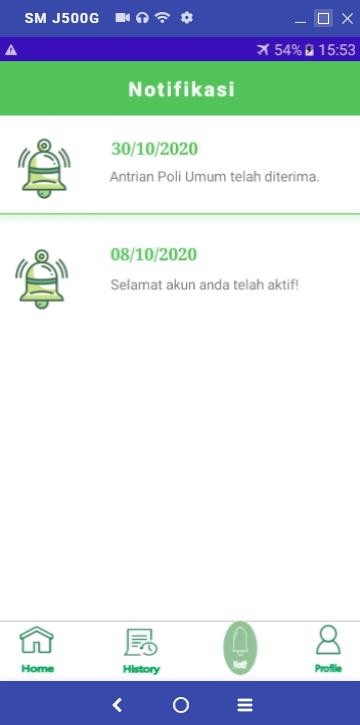 SM J500G
54% 15:53
Notifikasi
30/10/2020
Antrian Poli Umum telah diterima.
08/10/2020
Selamat akun anda telah aktif!
Home History Notif Profile